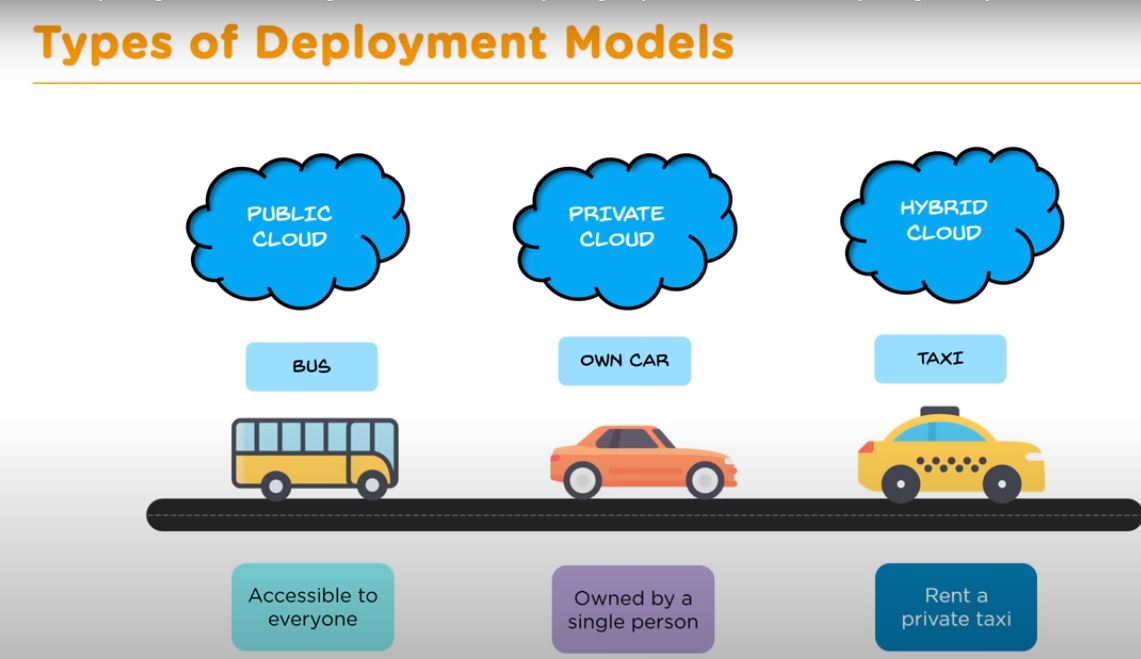 Types of Deployment Models
PUBLIC
CLOUD
PRIVATE
CLOUD
HYBRID
CLOUD
BUS
OWN CAR
TAXI
Accessible to
everyone
Owned by a
single person
Rent a
private taxi